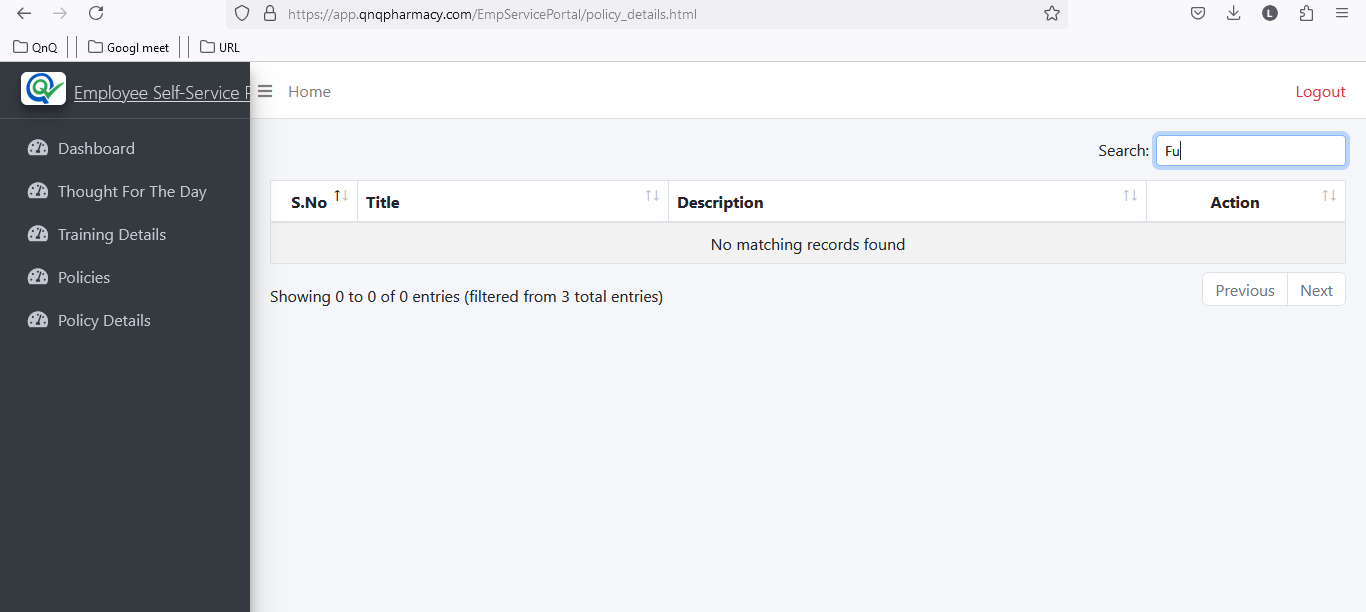 https://app.qnqpharmacy.com/EmpServicePortal/policy_details.html
L
QnQ
Googl meet
URL
Employee Self-Service P
Home
Logout
Dashboard
Thought For The Day
Training Details
Policies
Policy Details
Search: Fu
S.No Title Description Action
No matching records found
Showing 0 to 0 of 0 entries (filtered from 3 total entries)
Previous Next